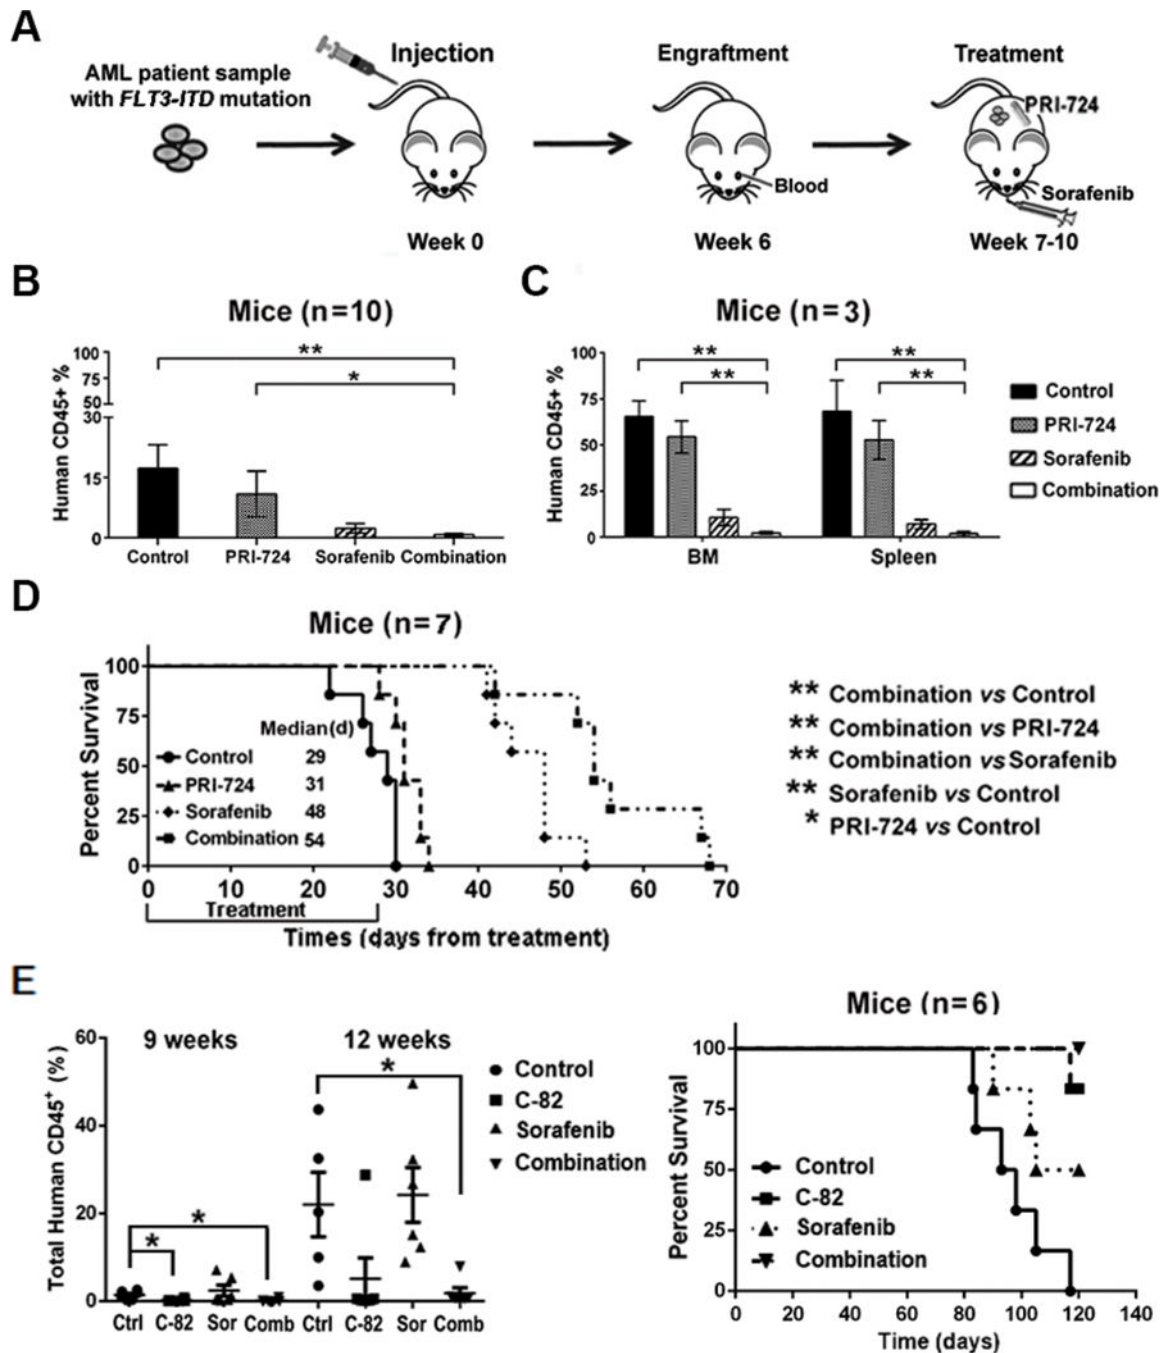 A
AML patient sample
with FLT3-ITD mutation
Injection
Engraftment
Treatment
PRI-724
Blood
Sorafenib
Week 0
Week 6
Week 7-10
B
Mice (n=10)
Human CD45+ %
100
75
50
30
15
0
**
*
Control
PRI-724
Sorafenib
Combination
C
Mice (n=3)
Human CD45+ %
100
75
50
25
0
** **
** **
BM
Spleen
Control
PRI-724
Sorafenib
Combination
D
Mice (n=7)
Percent Survival
100
75
50
25
0
Median(d)
Control 29
PRI-724 31
Sorafenib 48
Combination 54
0 10 20 30 40 50 60 70
Treatment
Times (days from treatment)
** Combination vs Control
** Combination vs PRI-724
** Combination vs Sorafenib
** Sorafenib vs Control
* PRI-724 vs Control
E
Total Human CD45+ (%)
60
40
20
0
9 weeks
12 weeks
*
*
*
Ctrl C-82 Sor Comb Ctrl C-82 Sor Comb
Control
C-82
Sorafenib
Combination
Mice (n=6)
Percent Survival
100
75
50
25
0
Control
C-82
Sorafenib
Combination
0 20 40 60 80 100 120 140
Time (days)